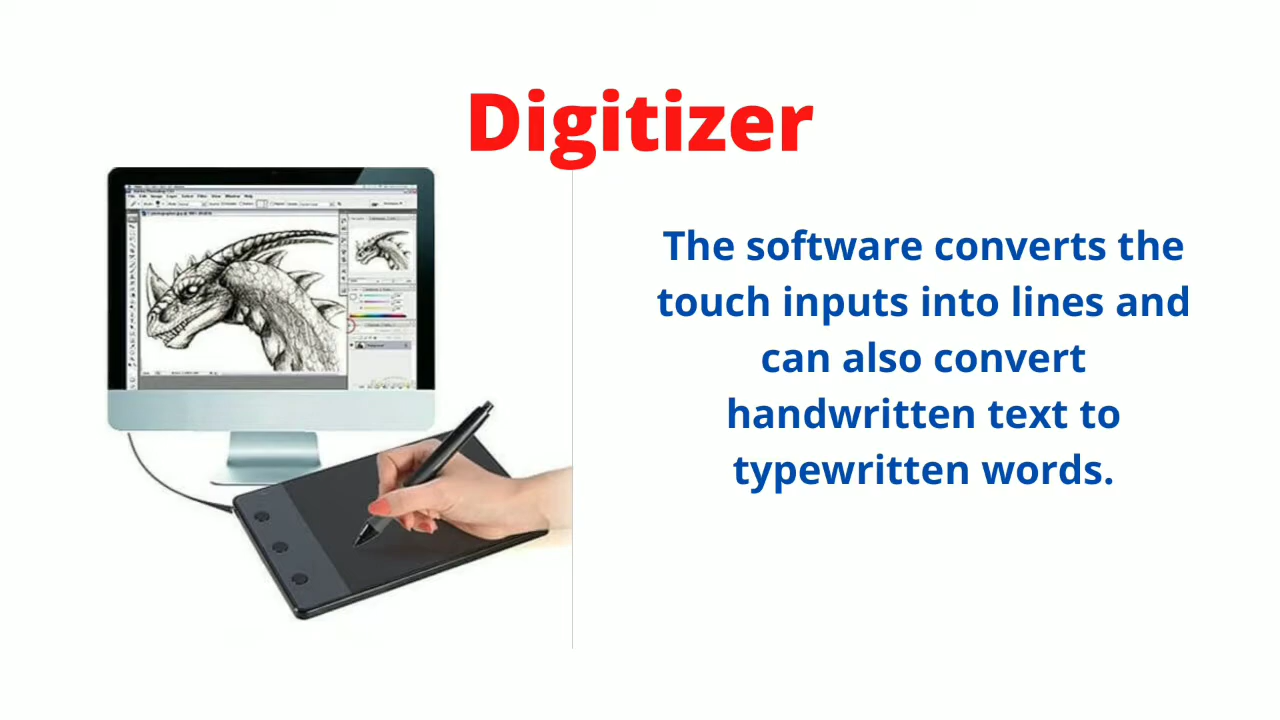 Digitizer
The software converts the
touch inputs into lines and
can also convert
handwritten text to
typewritten words.